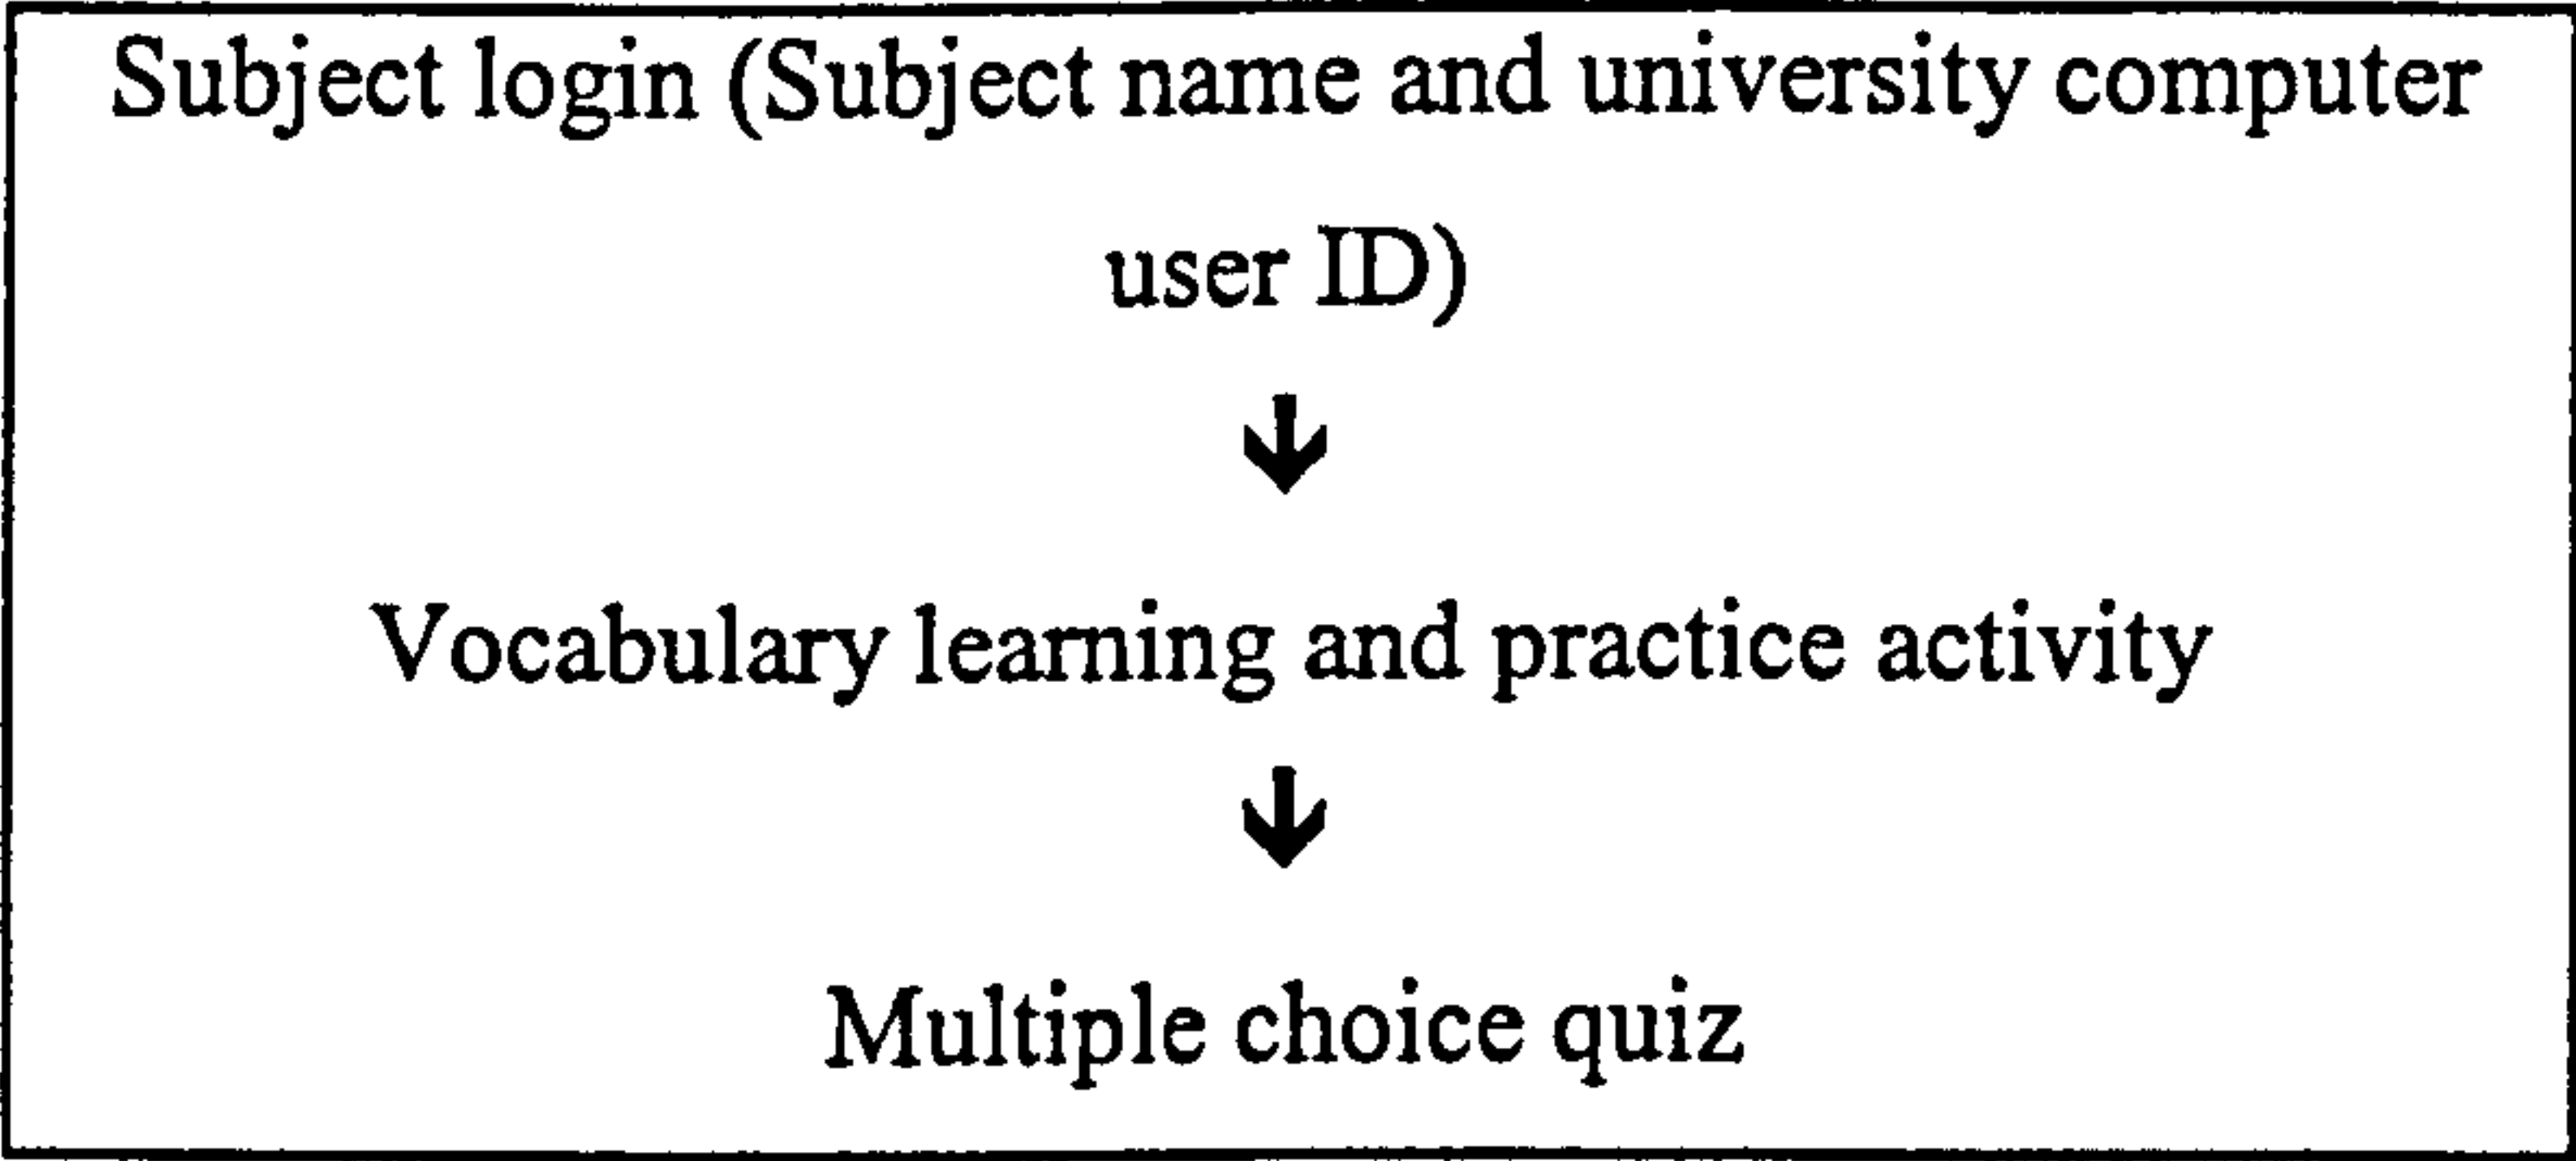 Subject login (Subject name and university computer
user ID)
↓
Vocabulary learning and practice activity
↓
Multiple choice quiz